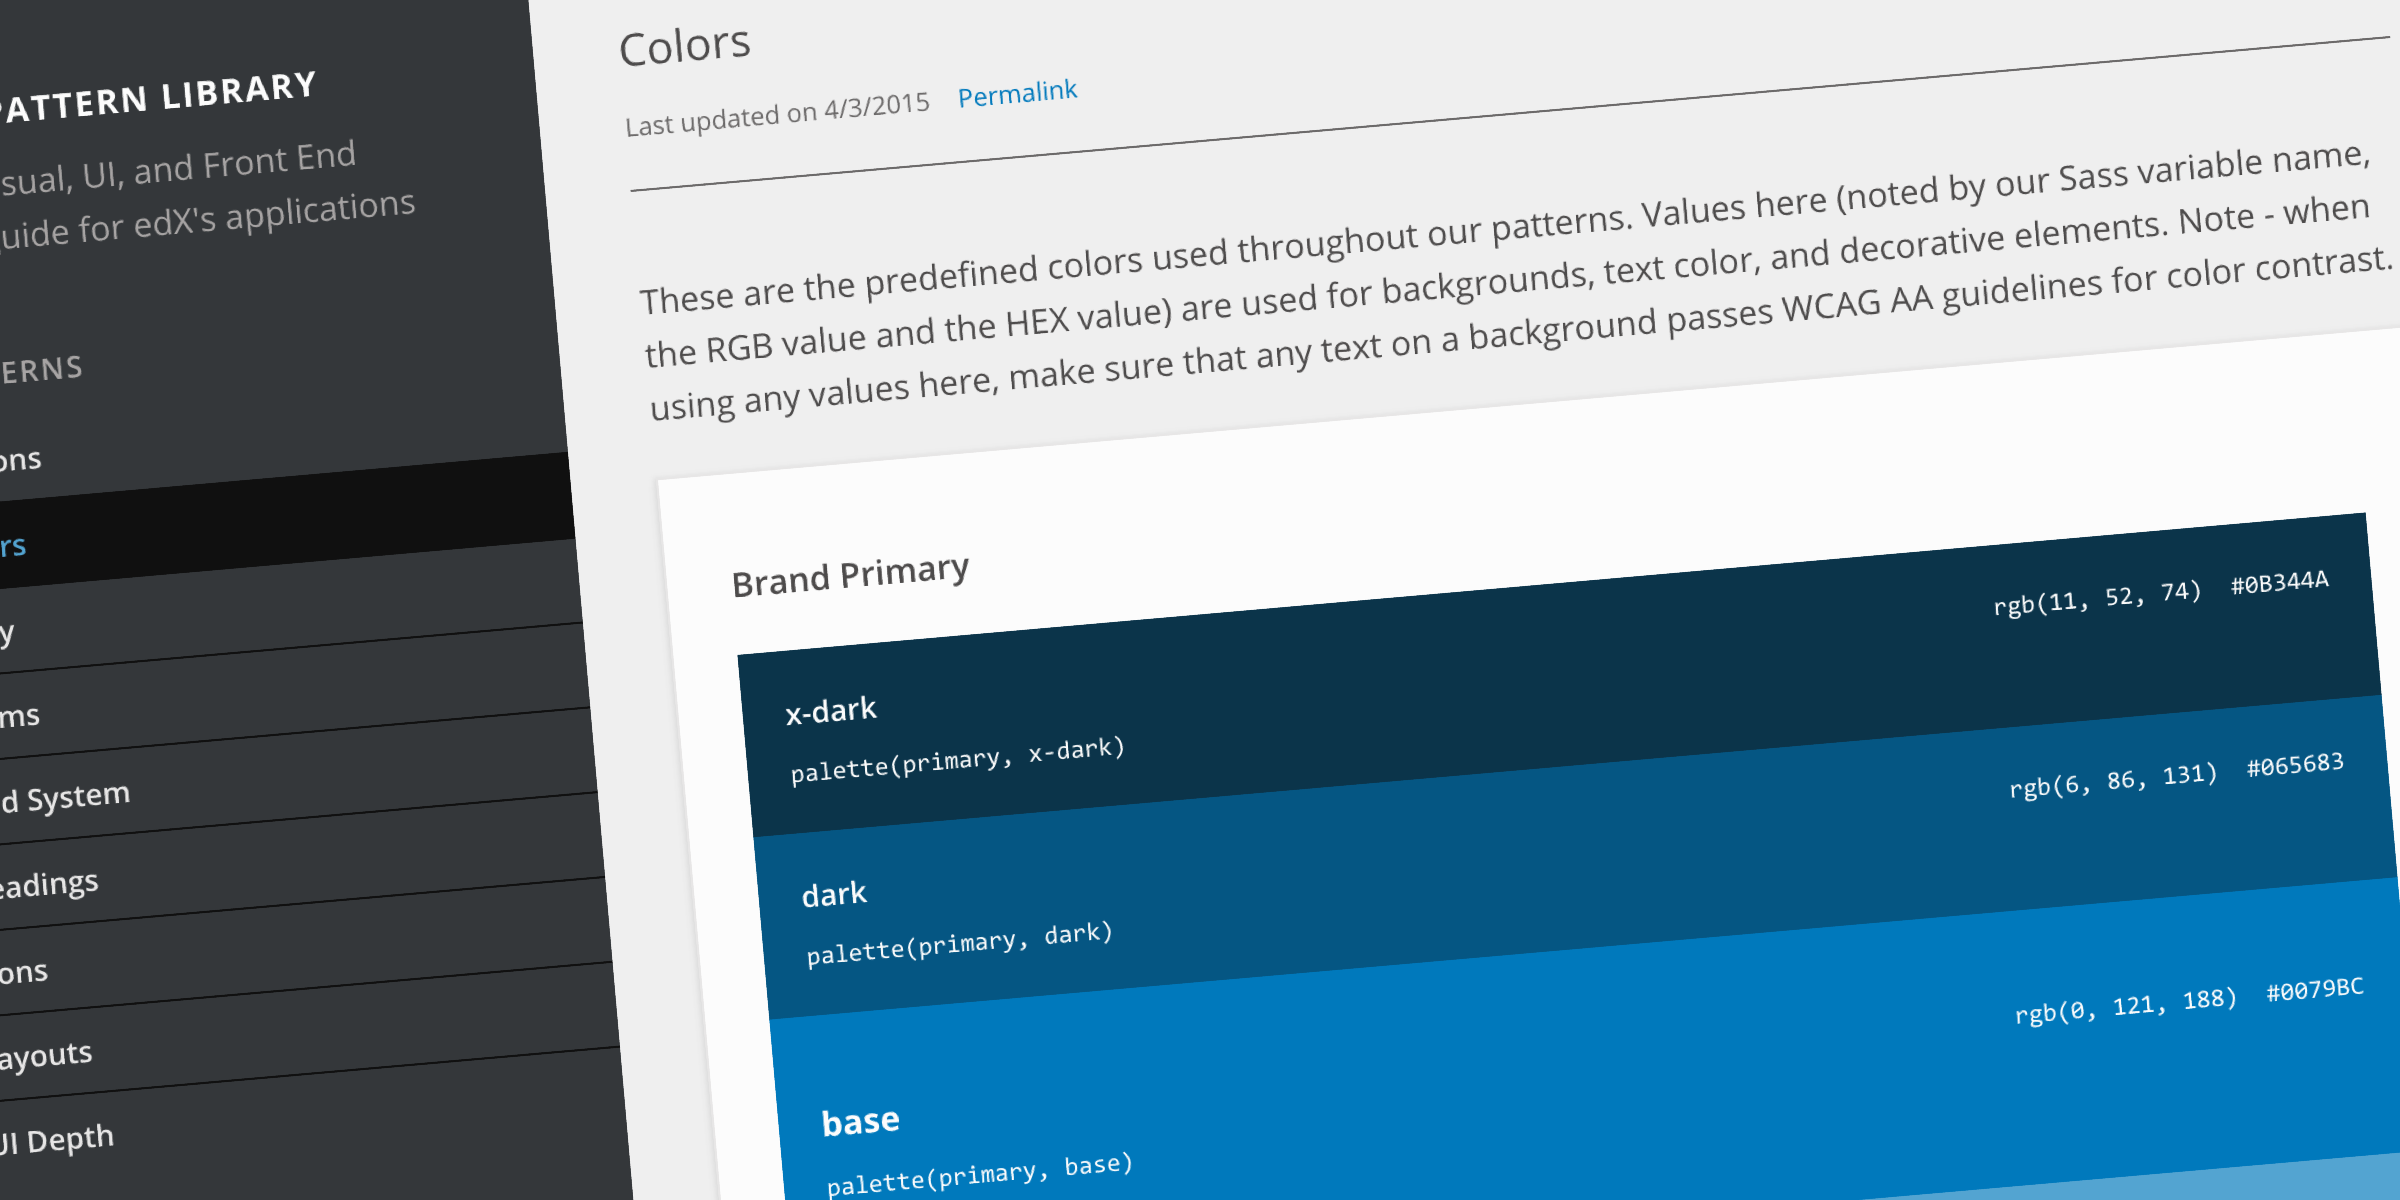 PATTERN LIBRARY
sual, UI, and Front End
uide for edX's applications
ERNS
ons
rs
y
ms
d System
eadings
ons
ayouts
UI Depth
Colors
Last updated on 4/3/2015 Permalink
These are the predefined colors used throughout our patterns. Values here (noted by our Sass variable name,
the RGB value and the HEX value) are used for backgrounds, text color, and decorative elements. Note - when
using any values here, make sure that any text on a background passes WCAG AA guidelines for color contrast.
Brand Primary
x-dark
palette(primary, x-dark)
rgb(11, 52, 74) #0B344A
dark
palette(primary, dark)
rgb(6, 86, 131) #065683
base
palette(primary, base)
rgb(0, 121, 188) #0079BC